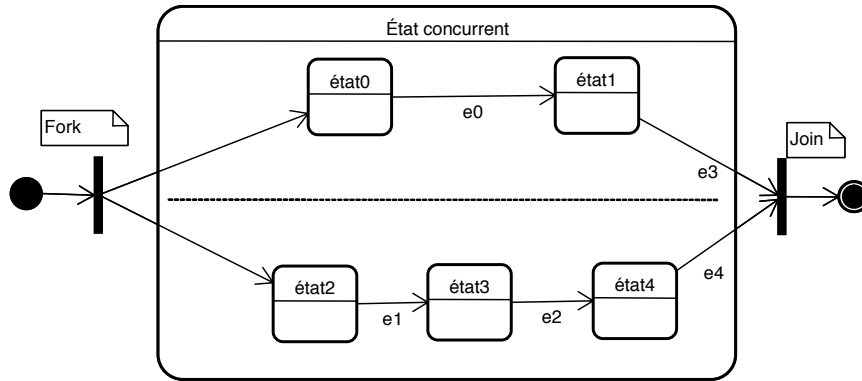 État concurrent
état0
état1
e0
Fork
Join
e3
état2
état3
état4
e4
e1
e2